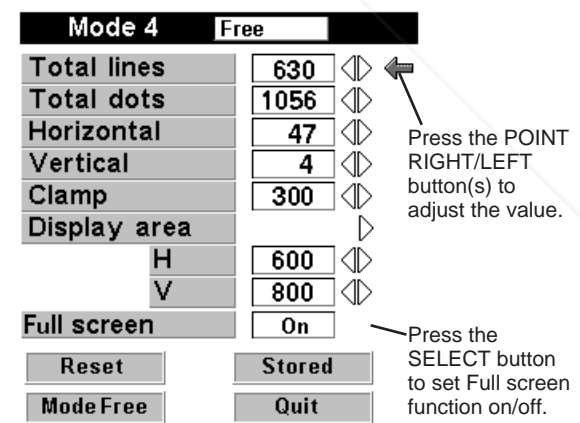 Mode 4 Free
Total lines 630
Total dots 1056
Horizontal 47
Vertical 4
Clamp 300
Display area
H 600
V 800
Full screen On
Reset Stored
Mode Free Quit
Press the POINT
RIGHT/LEFT
button(s) to
adjust the value.
Press the
SELECT button
to set Full screen
function on/off.